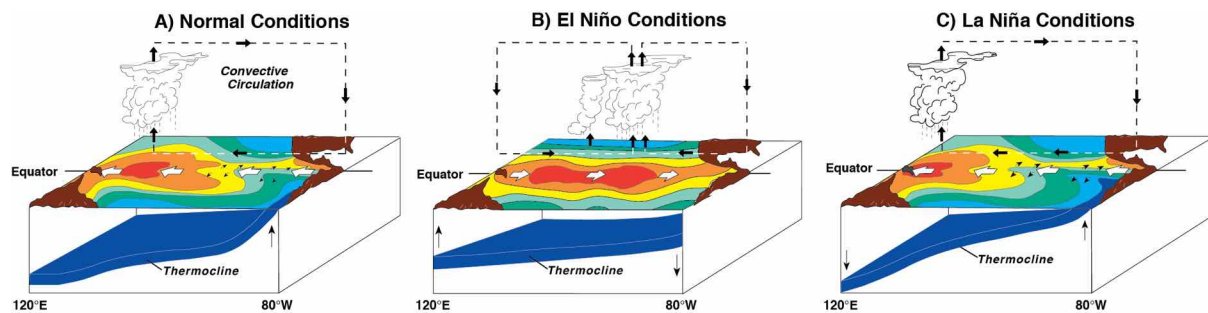 A) Normal Conditions
Convective
Circulation
Equator
Thermocline
120°E
80°W
B) El Niño Conditions
Equator
Thermocline
120°E
80°W
C) La Niña Conditions
Equator
Thermocline
120°E
80°W